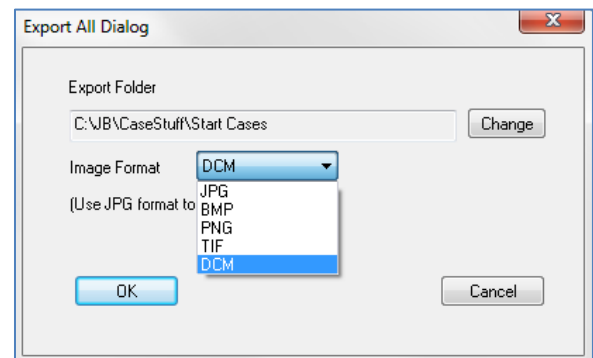 Export All Dialog
Export Folder
C:\JB\CaseStuff\Start Cases
Change
Image Format
DCM
(Use JPG format to
JPG
BMP
PNG
TIF
DCM
OK
Cancel